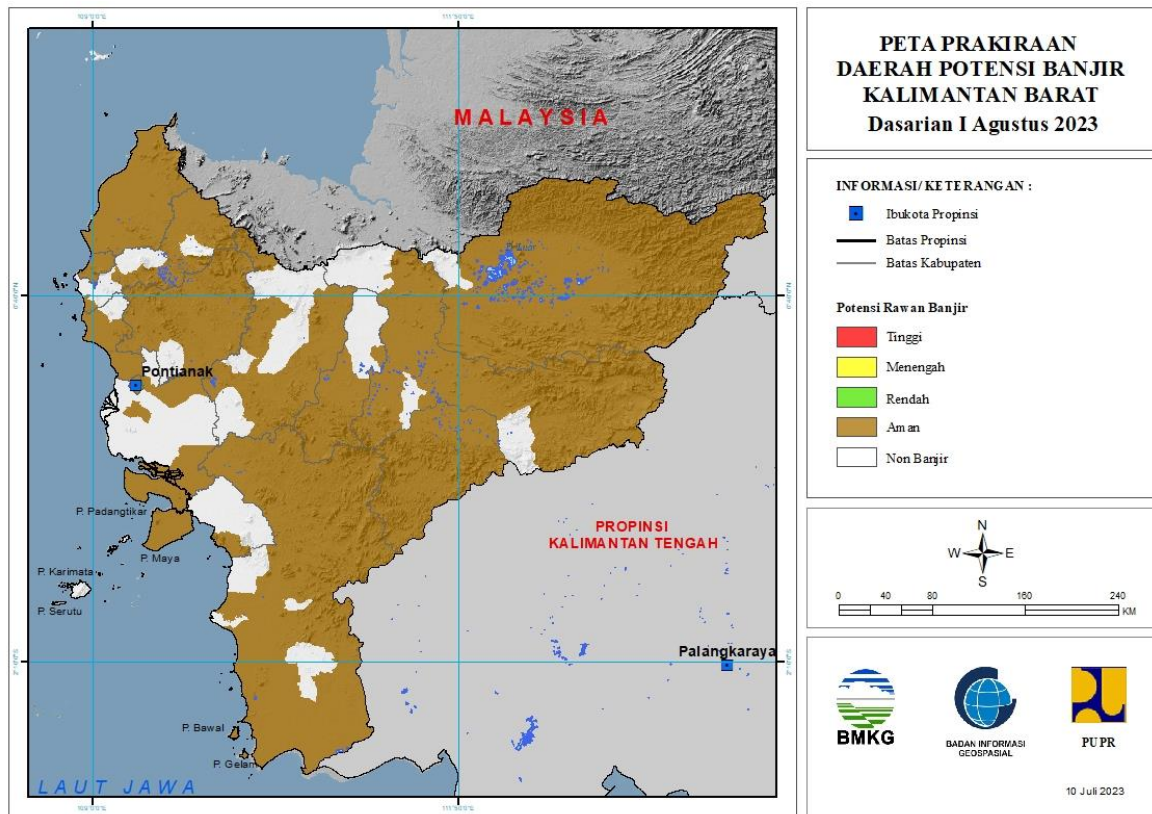 PETA PRAKIRAAN
DAERAH POTENSI BANJIR
KALIMANTAN BARAT
Dasarian I Agustus 2023
INFORMASI/ KETERANGAN :
Ibukota Propinsi
Batas Propinsi
Batas Kabupaten
Potensi Rawan Banjir
Tinggi
Menengah
Rendah
Aman
Non Banjir
N
W
E
S
0 40 80 160 240
KM
BMKG
BADAN INFORMASI
GEOSPASIAL
PUPR
10 Juli 2023
MALAYSIA
Pontianak
P. Padangtikar
P. Maya
P. Karimata
P. Serutu
PROPINSI
KALIMANTAN TENGAH
Palangkaraya
P. Bawal
P. Gelam
LAUT JAWA